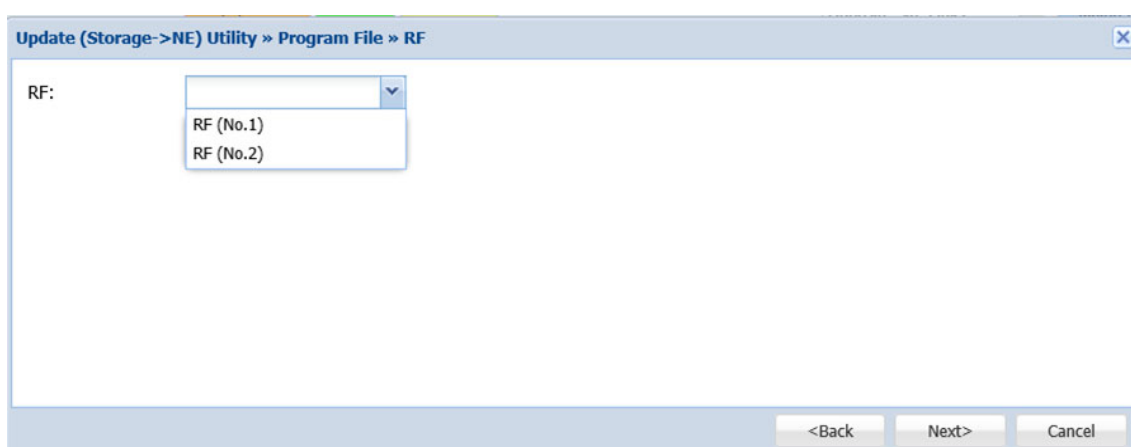 Update (Storage->NE) Utility » Program File » RF
RF:
RF (No.1)
RF (No.2)
<Back Next> Cancel